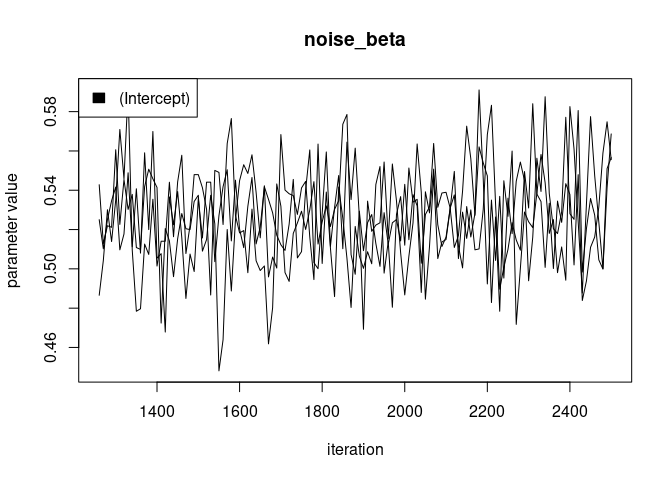 noise_beta
(Intercept)
0.58
0.54
0.50
0.46
parameter value
1400 1600 1800 2000 2200 2400
iteration